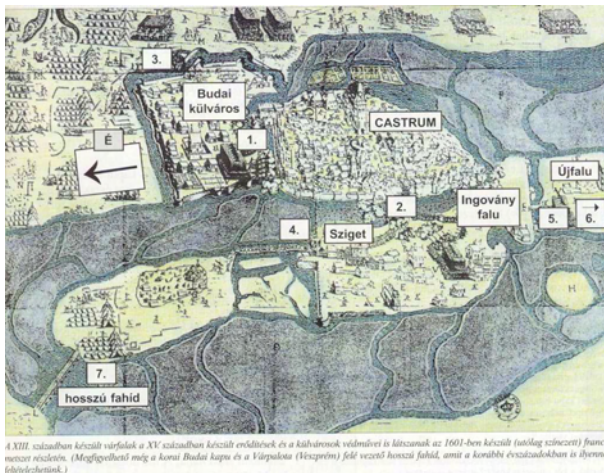 3.
Budai
külváros
É
1.
CASTRUM
Újfalu
2.
Ingovány
falu
5.
6.
4.
Sziget
7.
hosszú fahíd
A XIII. században készült várfalak a XV. században készült erődítések és a külvárosok védművei is látszanak az 1601-ben készült (utólag színezett) franc
metszet részletén. (Megfigyelhető még a korai Budai kapu és a Várpalota (Veszprém) felé vezető hosszú fahíd, amit a korábbi évszázadokban is ilyenn
feltételezhetünk.)